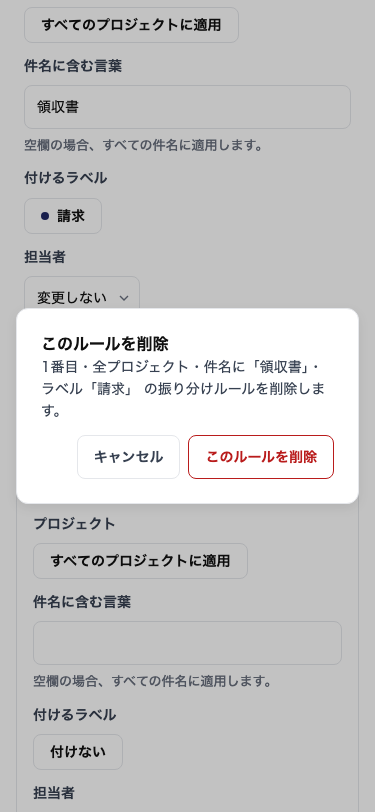 すべてのプロジェクトに適用
件名に含む言葉
領収書
空欄の場合、すべての件名に適用します。
付けるラベル
請求
担当者
変更しない
このルールを削除
1番目・全プロジェクト・件名に「領収書」・
ラベル「請求」 の振り分けルールを削除しま
す。
キャンセル
このルールを削除
プロジェクト
すべてのプロジェクトに適用
件名に含む言葉
空欄の場合、すべての件名に適用します。
付けるラベル
付けない
担当者